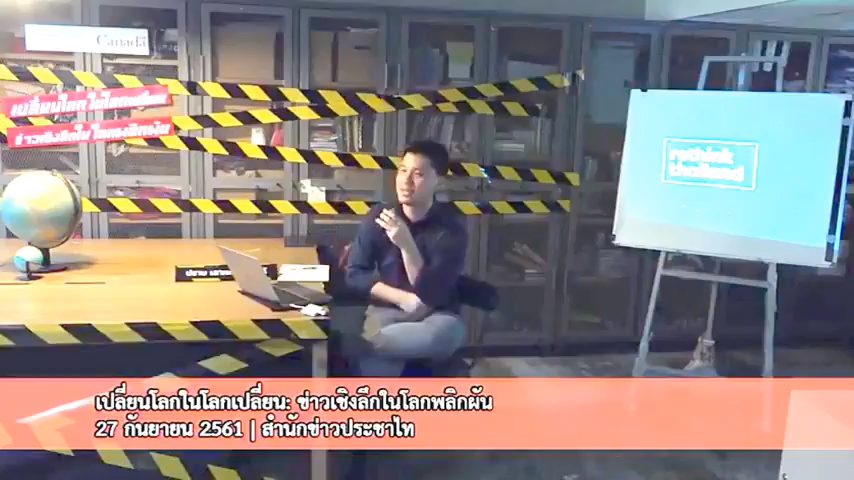 Canada
เปลี่ยนโลกในโลกเปลี่ยน
ข่าวเชิงลึกในโลกพลิกผัน
rethink
thailand
เปลี่ยนโลกในโลกเปลี่ยน: ข่าวเชิงลึกในโลกพลิกผัน
27 กันยายน 2561 | สำนักข่าวประชาไท